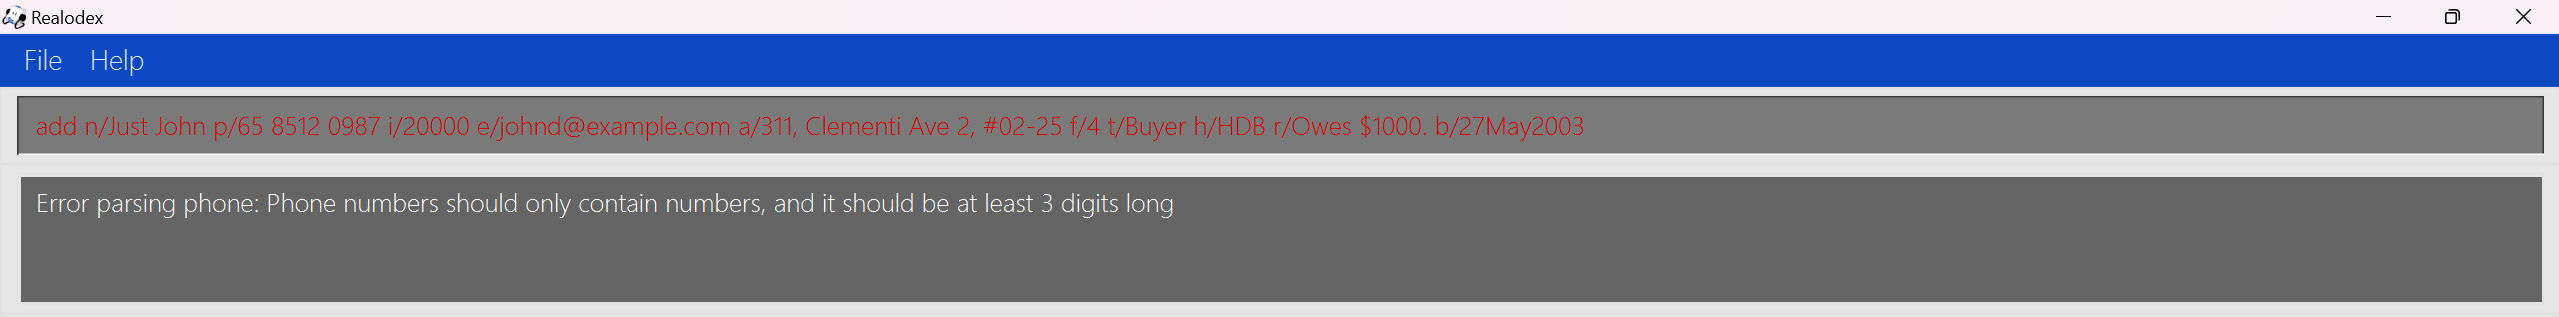 Realodex
File Help
add n/Just John p/65 8512 0987 i/20000 e/johnd@example.com a/311, Clementi Ave 2, #02-25 f/4 t/Buyer h/HDB r/Owes $1000. b/27May2003
Error parsing phone: Phone numbers should only contain numbers, and it should be at least 3 digits long